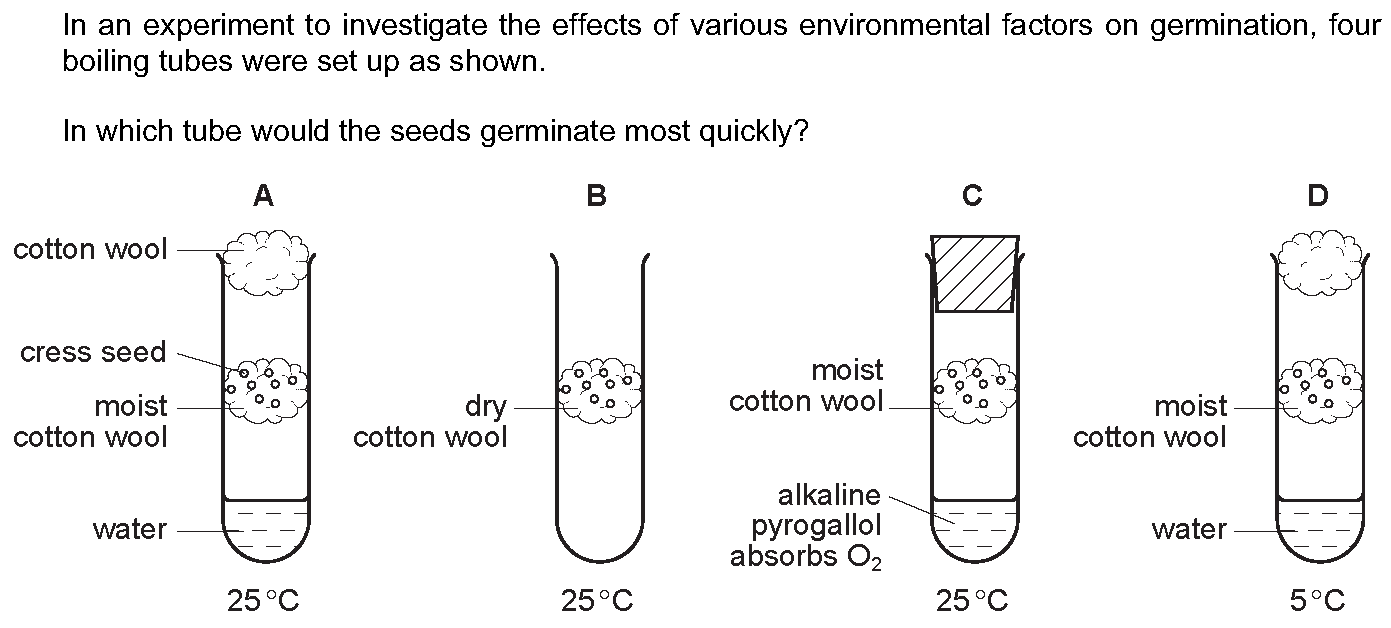 In an experiment to investigate the effects of various environmental factors on germination, four
boiling tubes were set up as shown.
In which tube would the seeds germinate most quickly?
A
B
C
D
cotton wool
cress seed
moist
cotton wool
water
25 °C
dry
cotton wool
25 °C
moist
cotton wool
alkaline
pyrogallol
absorbs O₂
25 °C
moist
cotton wool
water
5 °C